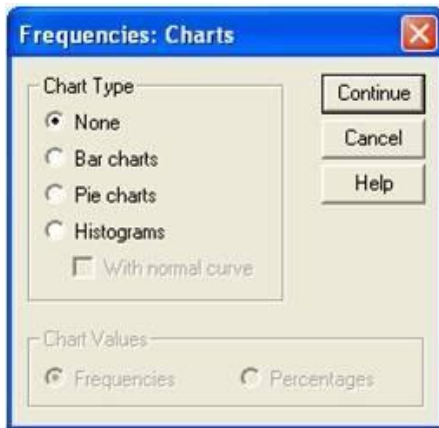 Frequencies: Charts
Chart Type
None
Bar charts
Pie charts
Histograms
With normal curve
Continue
Cancel
Help
Chart Values
Frequencies Percentages